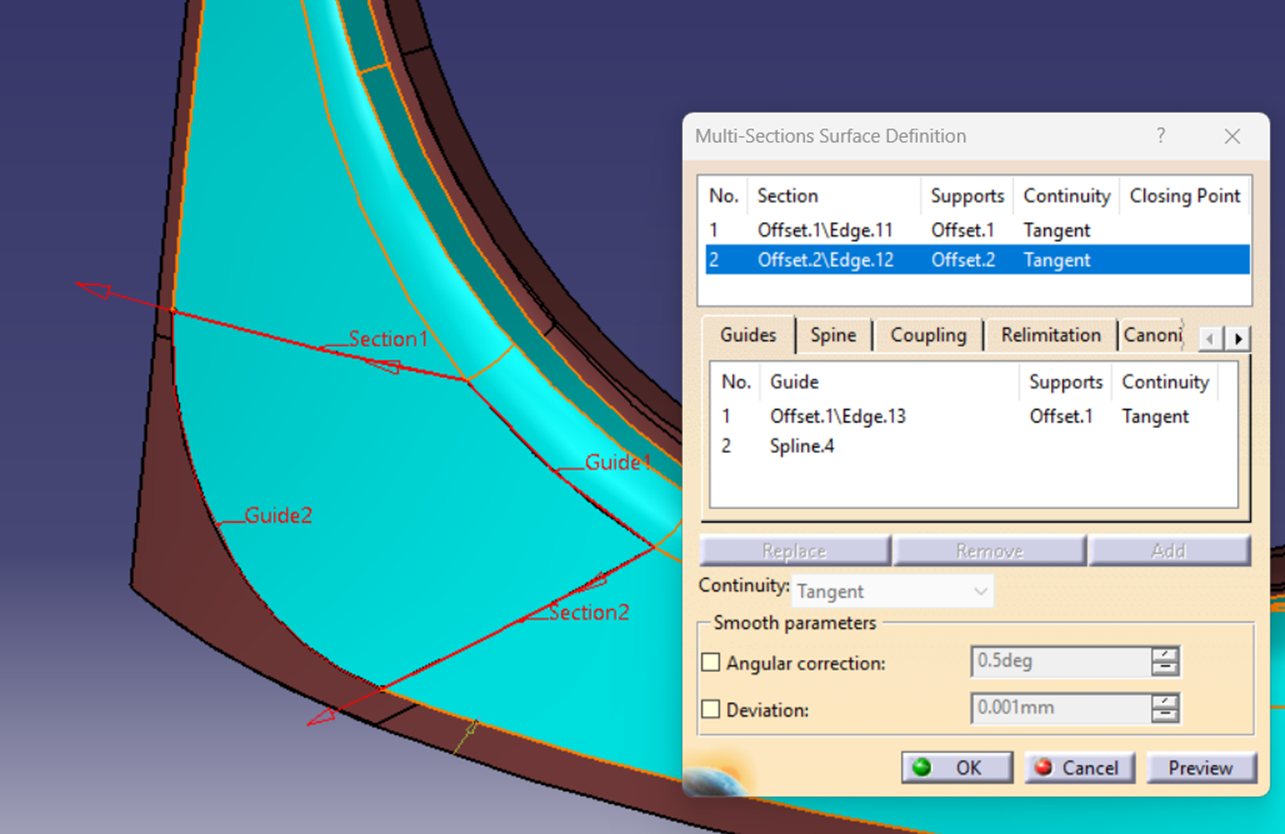 Multi-Sections Surface Definition ?
No. Section Supports Continuity Closing Point
1 Offset.1\Edge.11 Offset.1 Tangent
2 Offset.2\Edge.12 Offset.2 Tangent
Guides Spine Coupling Relimitation Canoni
No. Guide Supports Continuity
1 Offset.1\Edge.13 Offset.1 Tangent
2 Spline.4
Replace Remove Add
Continuity: Tangent
Smooth parameters
Angular correction: 0.5deg
Deviation: 0.001mm
OK Cancel Preview
Section1
Guide1
Guide2
Section2